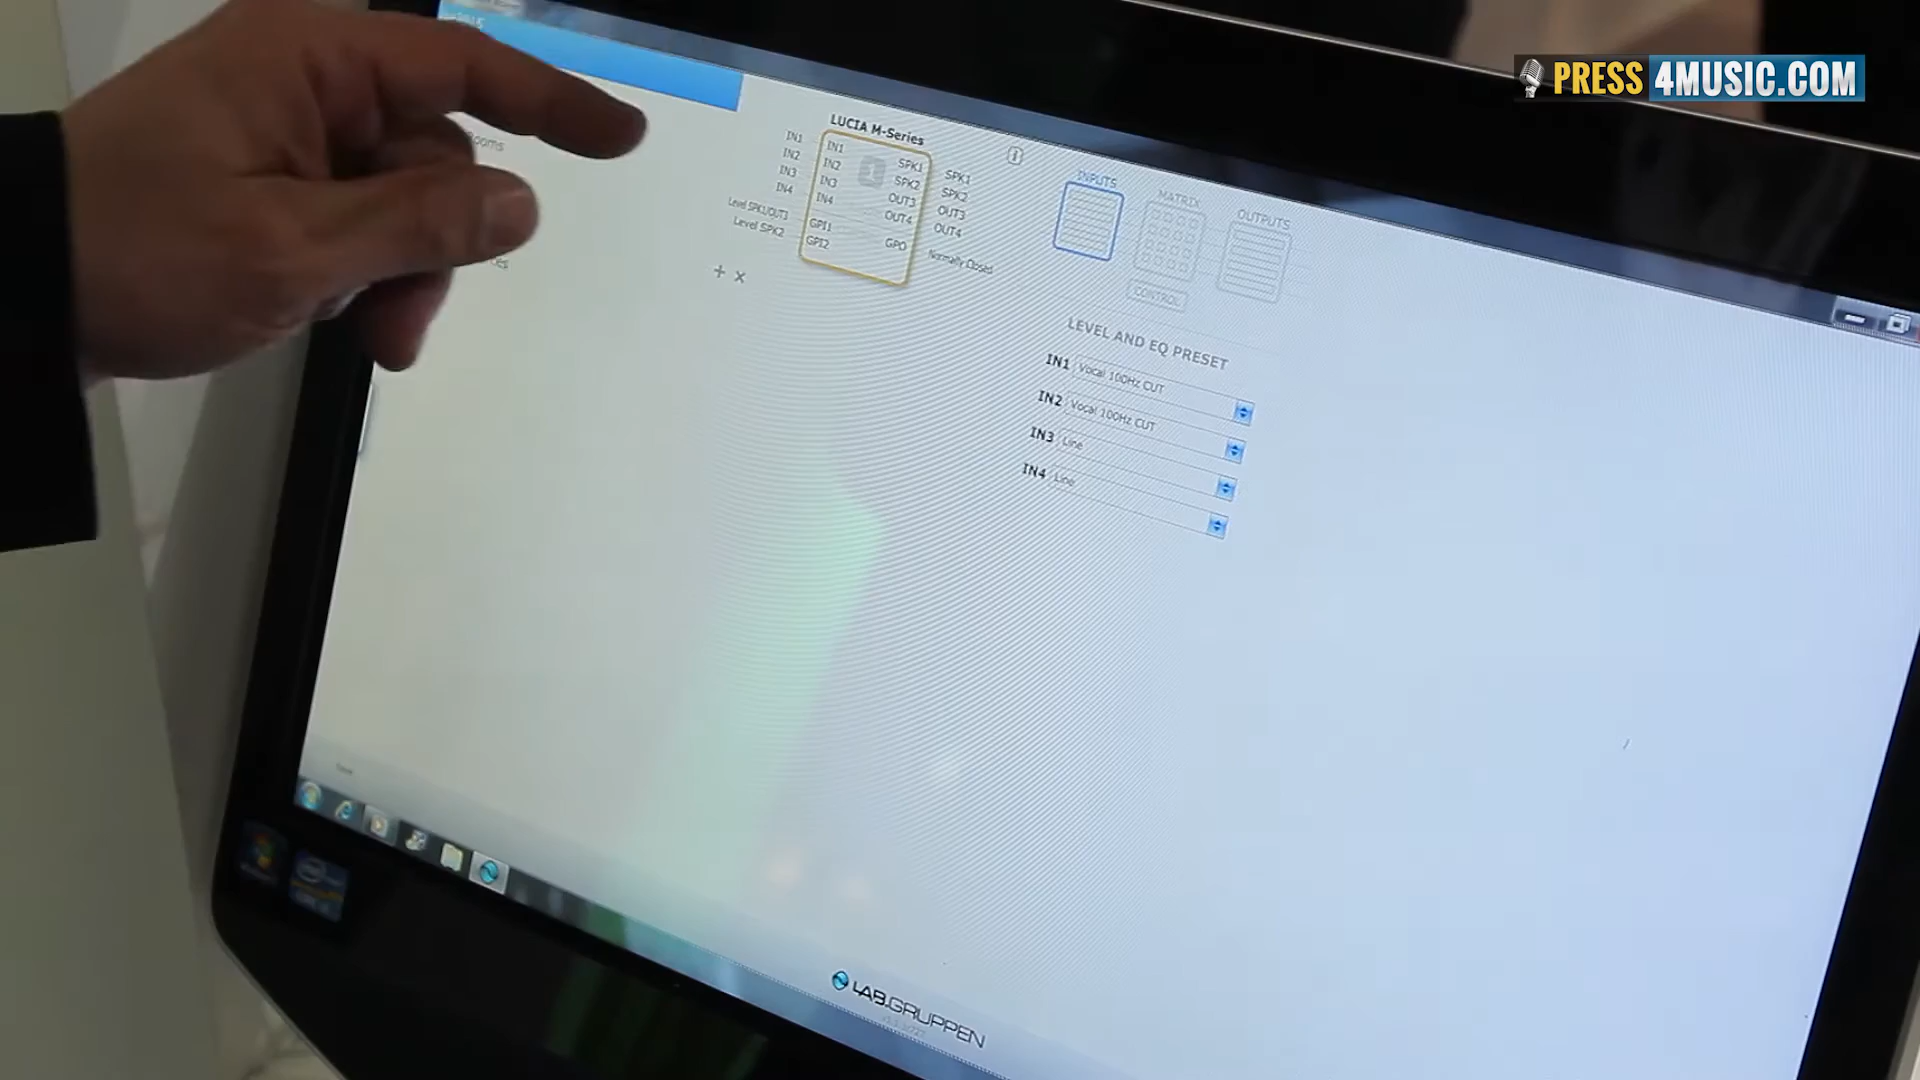 PRESS 4MUSIC.COM
LUCIA M-Series
IN1
IN2
IN3
IN4
Level SPK1/OUT3
Level SPK2
IN1
IN2
IN3
IN4
GPI1
GPI2
SPK1
SPK2
OUT3
OUT4
GPO
SPK1
SPK2
OUT3
OUT4
Normally Closed
+ x
INPUTS
MATRIX
OUTPUTS
CONTROL
LEVEL AND EQ PRESET
IN1 Vocal 100Hz CUT
IN2 Vocal 100Hz CUT
IN3 Line
IN4 Line
LAB.GRUPPEN